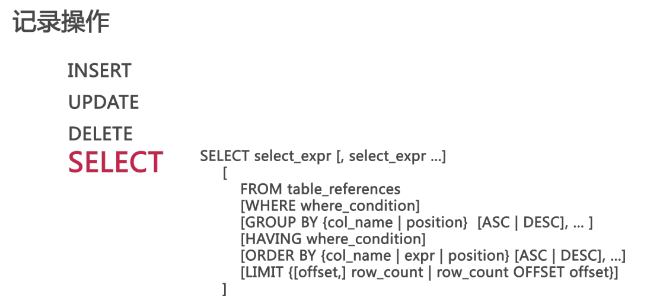 记录操作
INSERT
UPDATE
DELETE
SELECT
SELECT select_expr [, select_expr ...]
[
FROM table_references
[WHERE where_condition]
[GROUP BY {col_name | position} [ASC | DESC], ... ]
[HAVING where_condition]
[ORDER BY {col_name | expr | position} [ASC | DESC], ...]
[LIMIT {[offset,] row_count | row_count OFFSET offset}]
]